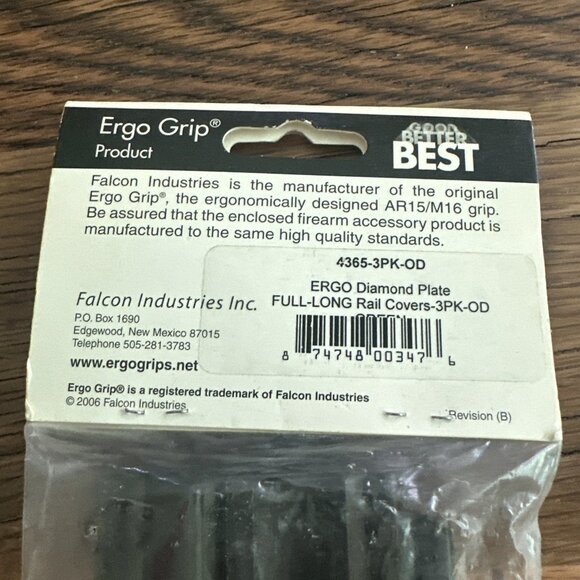 Ergo Grip®
Product
GOOD
BETTER
BEST
Falcon Industries is the manufacturer of the original
Ergo Grip®, the ergonomically designed AR15/M16 grip.
Be assured that the enclosed firearm accessory product is
manufactured to the same high quality standards.
4365-3PK-OD
ERGO Diamond Plate
FULL-LONG Rail Covers-3PK-OD
8 74748 00347 6
Falcon Industries Inc.
P.O. Box 1690
Edgewood, New Mexico 87015
Telephone 505-281-3783
www.ergogrips.net
Ergo Grip® is a registered trademark of Falcon Industries
© 2006 Falcon Industries
Revision (B)